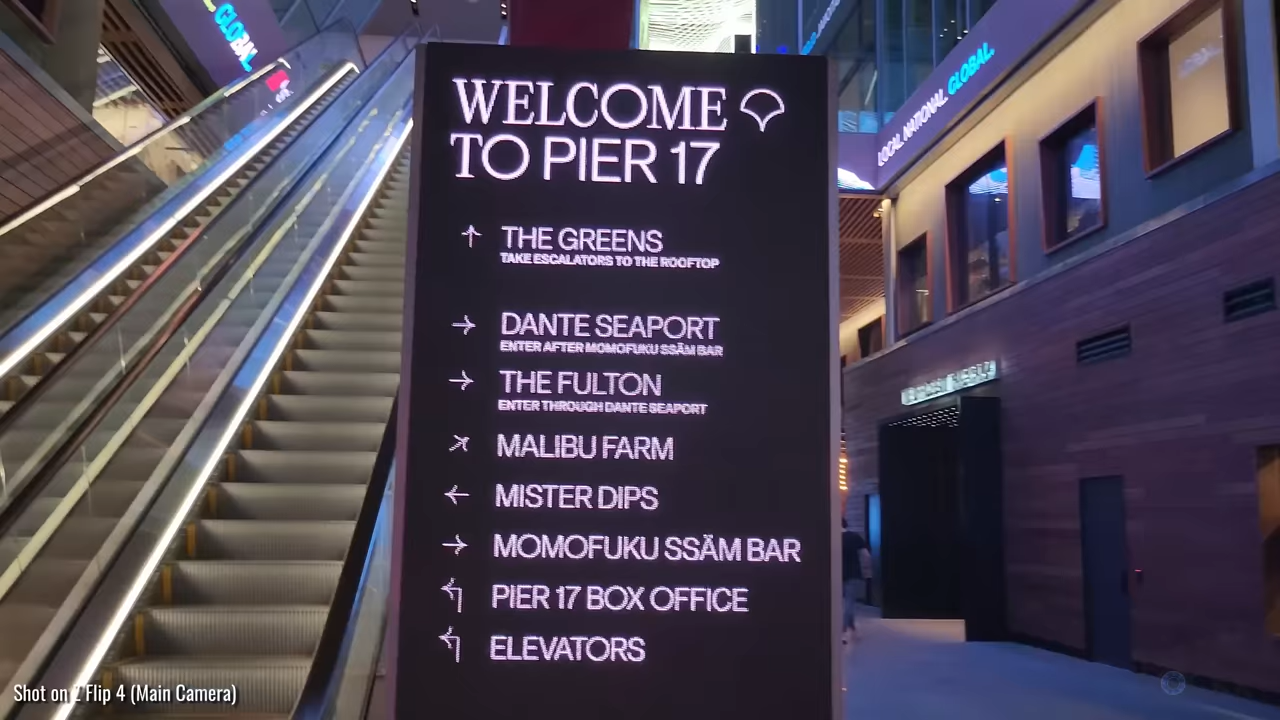 GLOBAL.
LOCAL. NATIONAL. GLOBAL.
WELCOME
TO PIER 17
THE GREENS
TAKE ESCALATORS TO THE ROOFTOP
DANTE SEAPORT
ENTER AFTER MOMOFUKU SSÄM BAR
THE FULTON
ENTER THROUGH DANTE SEAPORT
MALIBU FARM
MISTER DIPS
MOMOFUKU SSÄM BAR
PIER 17 BOX OFFICE
ELEVATORS
Shot on Z Flip 4 (Main Camera)